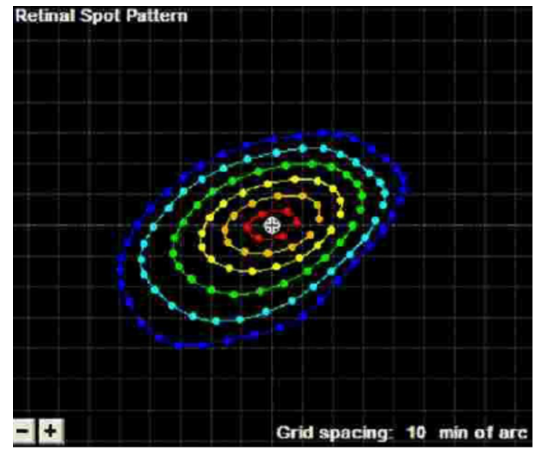 Retinal Spot Pattern
- +
Grid spacing: 10 min of arc